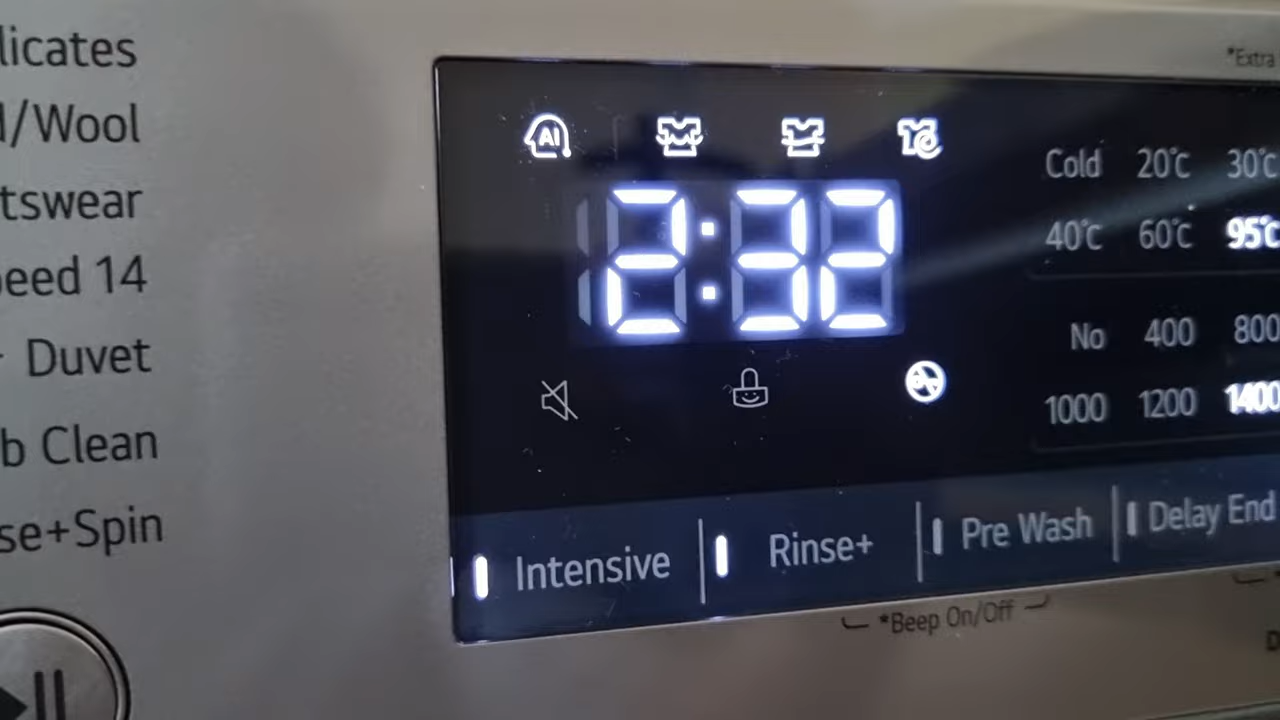 licates
/Wool
tswear
eed 14
Duvet
b Clean
se+Spin
*Extra
AI
2:32
Cold 20℃ 30℃
40℃ 60℃ 95℃
No 400 800
1000 1200 1400
Intensive Rinse+ Pre Wash Delay End
*Beep On/Off